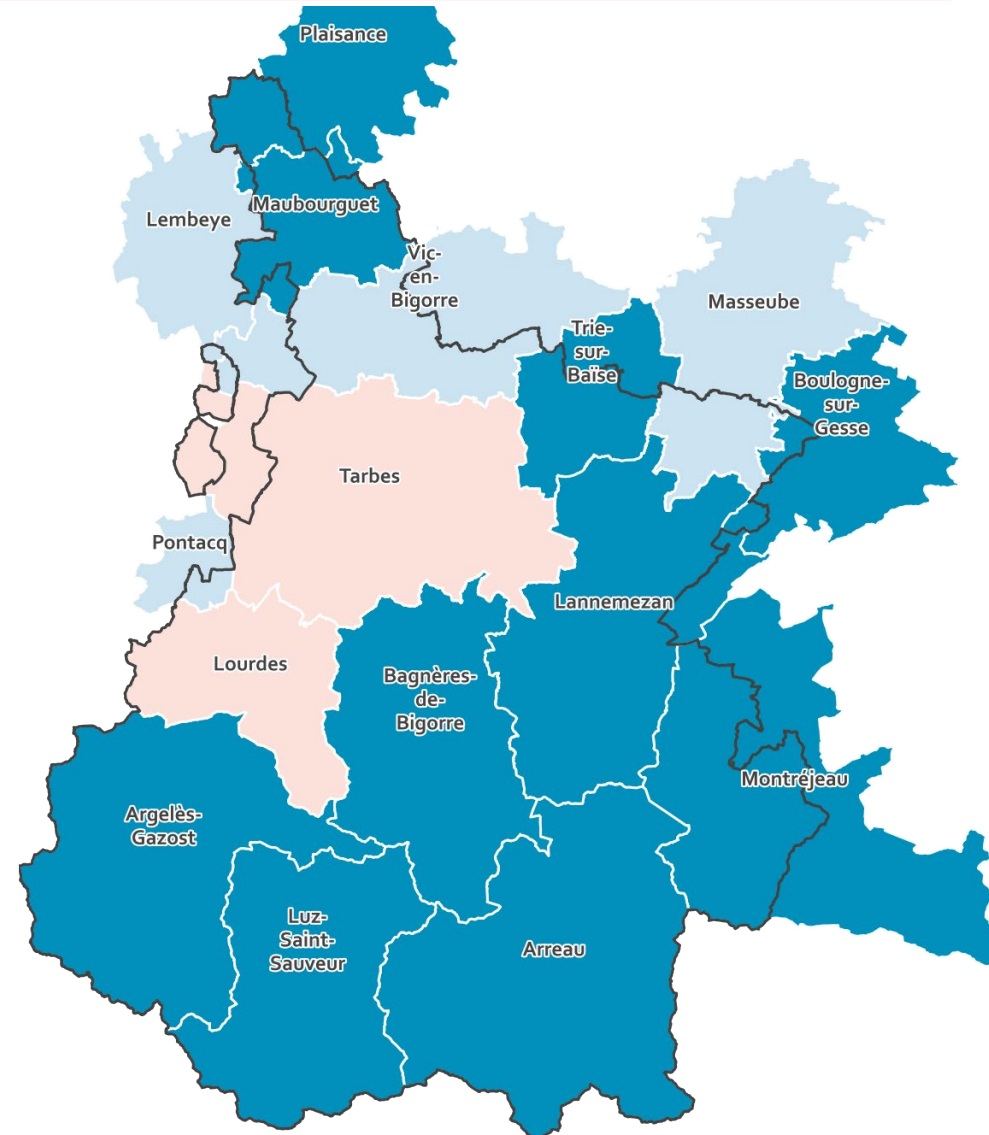 Plaisance
Maubourguet
Lembeye
Vic-
en-
Bigorre
Masseube
Trie-
sur-
Baïse
Boulogne-
sur-
Gesse
Tarbes
Pontacq
Lannemezan
Lourdes
Bagnères-
de-
Bigorre
Montréjeau
Argelès-
Gazost
Luz-
Saint-
Sauveur
Arreau